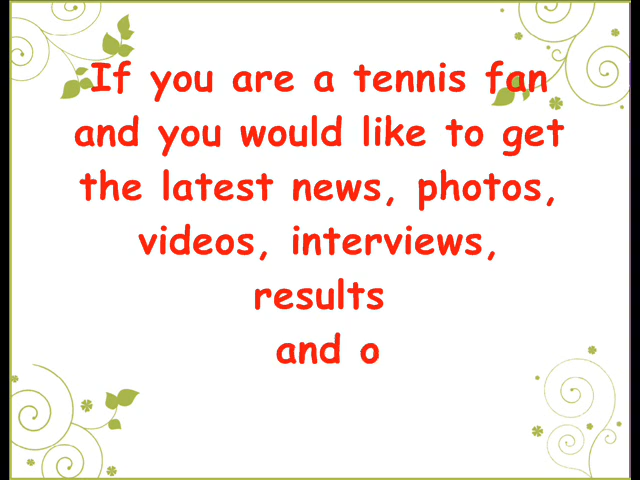 If you are a tennis fan
and you would like to get
the latest news, photos,
videos, interviews,
results
and o